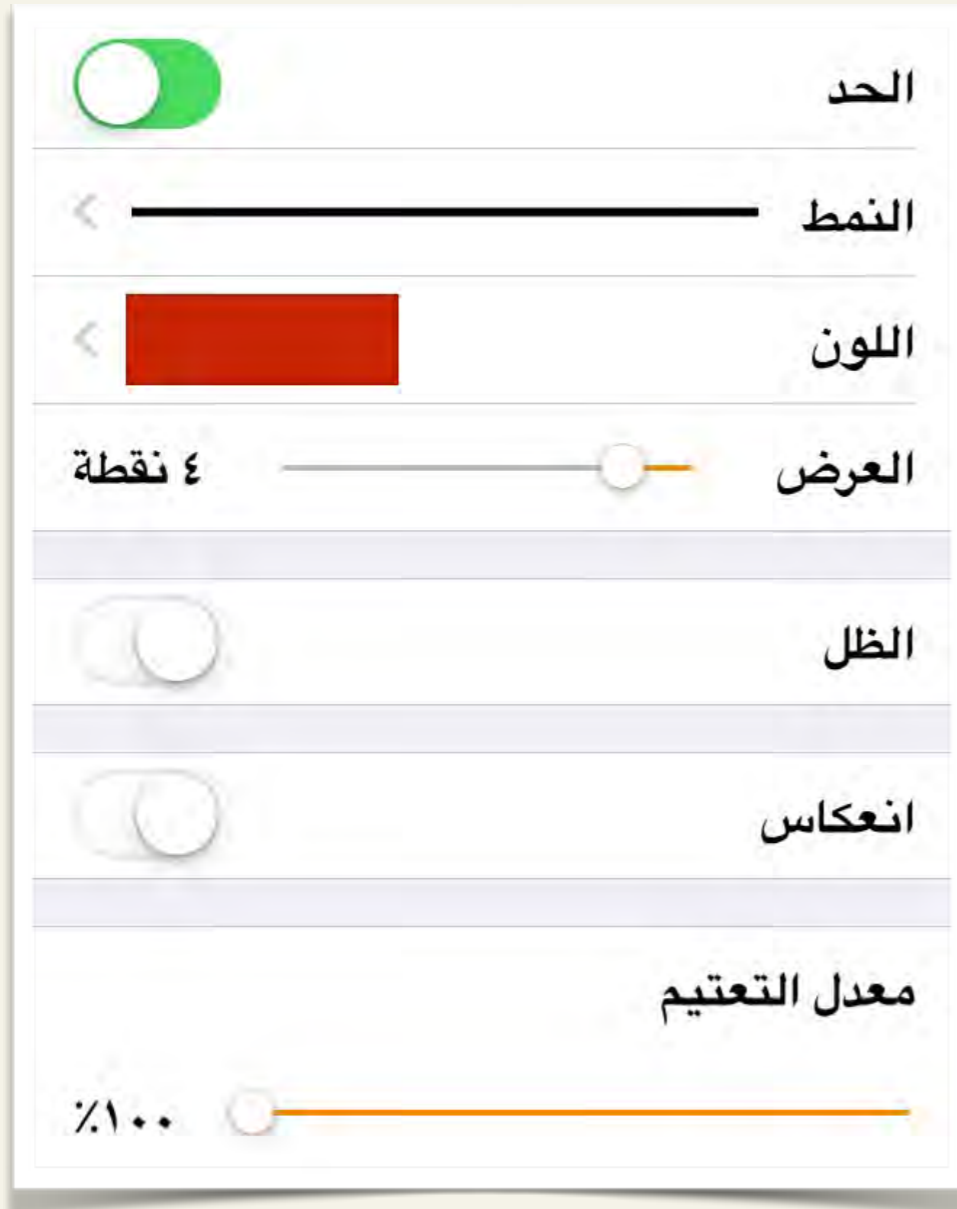 الحد
النمط
اللون
العرض ٤ نقطة
الظل
انعكاس
معدل التعتيم
١٠٠٪